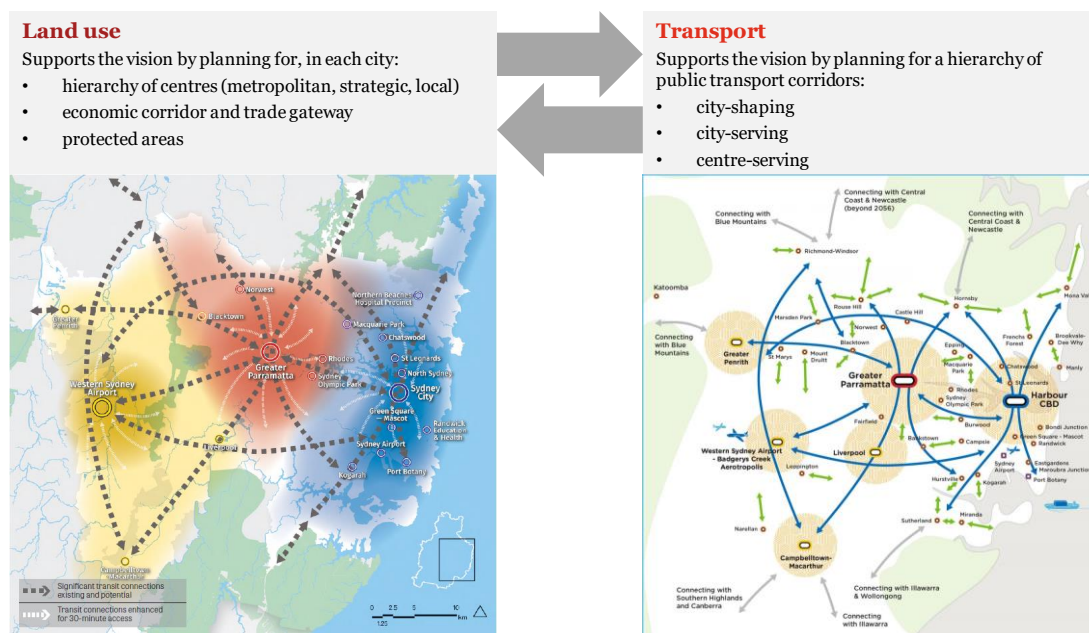 Land use
Supports the vision by planning for, in each city:
• hierarchy of centres (metropolitan, strategic, local)
• economic corridor and trade gateway
• protected areas
Transport
Supports the vision by planning for a hierarchy of
public transport corridors:
• city-shaping
• city-serving
• centre-serving
Norwest
Northern Beaches
Hospital Precinct
Greater
Penrith
Blacktown
Macquarie Park
Chatswood
Rhodes
St Leonards
Greater
Parramatta
Sydney
Olympic Park
North Sydney
Western Sydney
Airport
Sydney
City
Green Square
Mascot
Randwick
Education
& Health
Liverpool
Sydney Airport
Kogarah
Port Botany
Campbelltown-
Macarthur
Significant transit connections
existing and potential
Transit connections enhanced
for 30-minute access
0 2.5 5 10
1.25 km
Connecting with Central
Coast & Newcastle
(beyond 2056)
Connecting with
Blue Mountains
Connecting with
Central Coast &
Newcastle
Richmond-Windsor
Katoomba
Mona Va
Rouse Hill
Hornsby
Marsden Park
Castle Hill
Norwest
Connecting with
Blue Mountains
Greater
Penrith
St Marys
Mount
Druitt
Blacktown
Epping
Macquarie
Park
Frenchs
Forest
Chatswood
Brookvale-
Dee Why
Manly
St Leonards
Greater
Parramatta
Rhodes
Sydney
Olympic Park
Harbour
CBD
Fairfield
Burwood
Bondi Junction
Green Square - Mascot
Randwick
Western Sydney Airport
- Badgerys Creek
Aerotropolis
Liverpool
Bankstown
Campsie
Sydney
Airport
Eastgardens
Maroubra Junction
Port Botany
Leppington
Hurstville
Kogarah
Narellan
Sutherland
Miranda
Campbelltown-
Macarthur
Connecting with
Southern Highlands
and Canberra
Connecting with Illawarra
& Wollongong
Connecting
with Illawarra